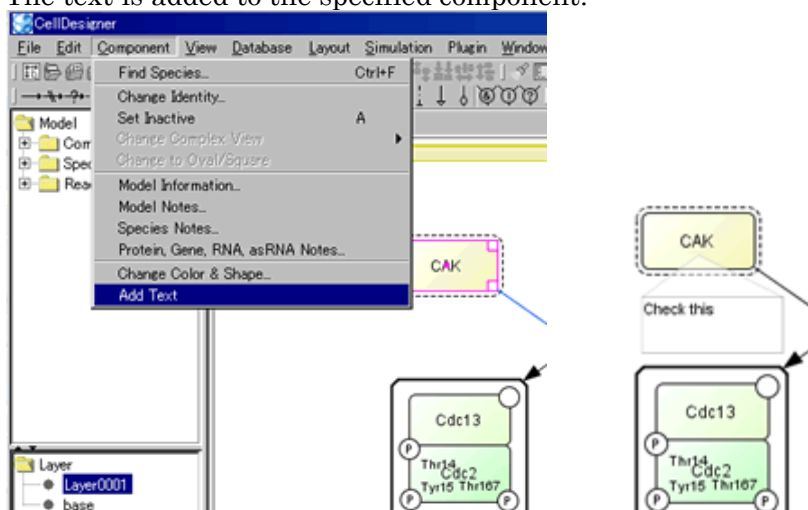 The text is added to the specified component.
CellDesigner
File Edit Component View Database Layout Simulation Plugin Window
Find Species... Ctrl+F
Change Identity...
Set Inactive A
Change Complex View
Change to Oval/Square
Model Information...
Model Notes...
Species Notes...
Protein, Gene, RNA, asRNA Notes...
Change Color & Shape...
Add Text
Model
Com
Spec
Rea
Layer
Layer0001
base
CAK
Cdc13
P
Thr14
Cdc2
Tyr15 Thr167
P P
CAK
Check this
Cdc13
P
Thr14
Cdc2
Tyr15 Thr167
P P